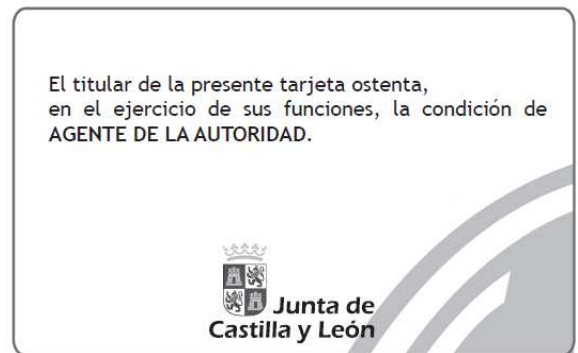 El titular de la presente tarjeta ostenta,
en el ejercicio de sus funciones, la condición de
AGENTE DE LA AUTORIDAD.
Junta de
Castilla y León